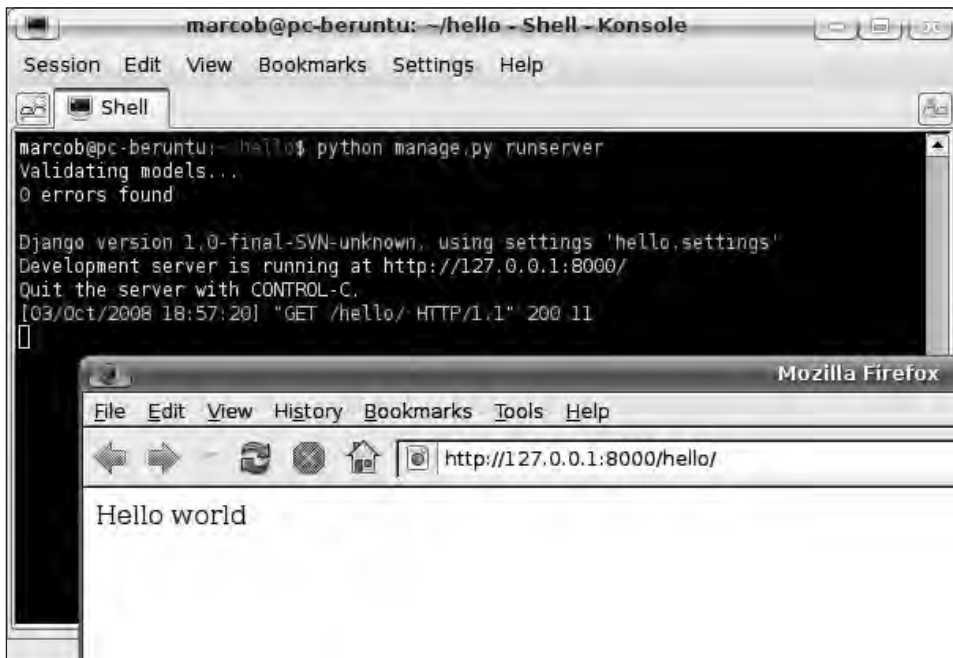 marcob@pc-beruntu: ~/hello - Shell - Konsole
Session Edit View Bookmarks Settings Help
Shell
marcob@pc-beruntu:~/hello$ python manage.py runserver
Validating models...
0 errors found
Django version 1.0-final-SVN-unknown, using settings 'hello.settings'
Development server is running at http://127.0.0.1:8000/
Quit the server with CONTROL-C.
[03/Oct/2008 18:57:20] "GET /hello/ HTTP/1.1" 200 11
Mozilla Firefox
File Edit View History Bookmarks Tools Help
http://127.0.0.1:8000/hello/
Hello world